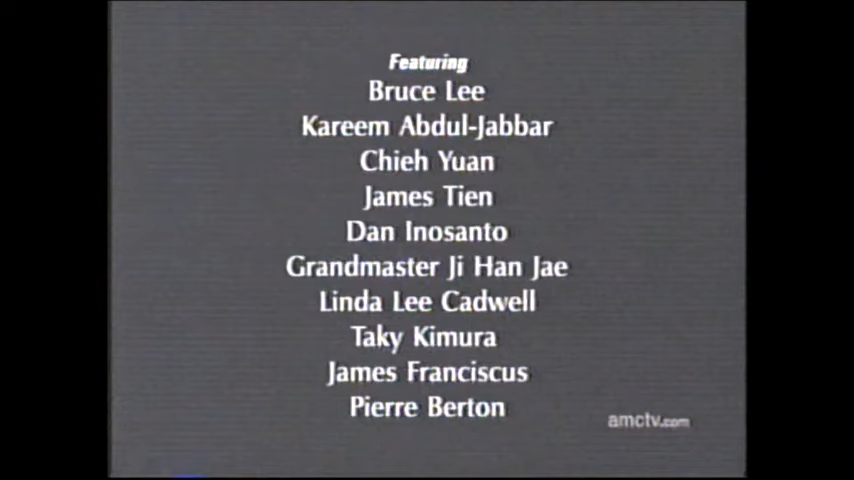 Featuring
Bruce Lee
Kareem Abdul-Jabbar
Chieh Yuan
James Tien
Dan Inosanto
Grandmaster Ji Han Jae
Linda Lee Cadwell
Taky Kimura
James Franciscus
Pierre Berton
amctv.com